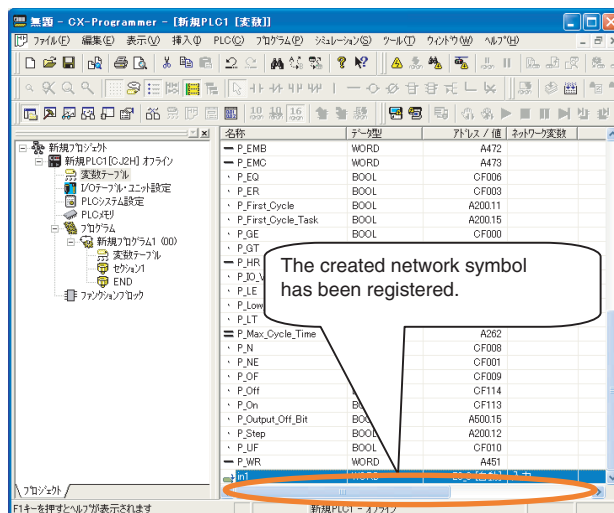 無題 - CX-Programmer - [新規PLC1 [変数]]
ファイル(F) 編集(E) 表示(V) 挿入(I) PLC(C) プログラム(P) シミュレーション(S) ツール(T) ウィンドウ(W) ヘルプ(H)
新規プロジェクト
新規PLC1[CJ2H] オフライン
変数テーブル
I/Oテーブル・ユニット設定
PLCシステム設定
PLCメモリ
プログラム
新規プログラム1 (00)
変数テーブル
セクション1
END
ファンクションブロック
プロジェクト
名称 データ型 アドレス / 値 ネットワーク変数
P_EMB WORD A472
P_EMC WORD A473
P_EQ BOOL CF006
P_ER BOOL CF003
P_First_Cycle BOOL A200.11
P_First_Cycle_Task BOOL A200.15
P_GE BOOL CF000
P_GT
P_HR
P_IO_V
P_LE
P_Low
P_LT
The created network symbol
has been registered.
P_Max_Cycle_Time A262
P_N CF008
P_NE CF001
P_OF CF009
P_Off CF114
P_On CF113
P_Output_Off_Bit BOOL A500.15
P_Step BOOL A200.12
P_UF BOOL CF010
P_WR WORD A451
in1 WORD
F1キーを押すとヘルプが表示されます
新規PLC1 - オフライン